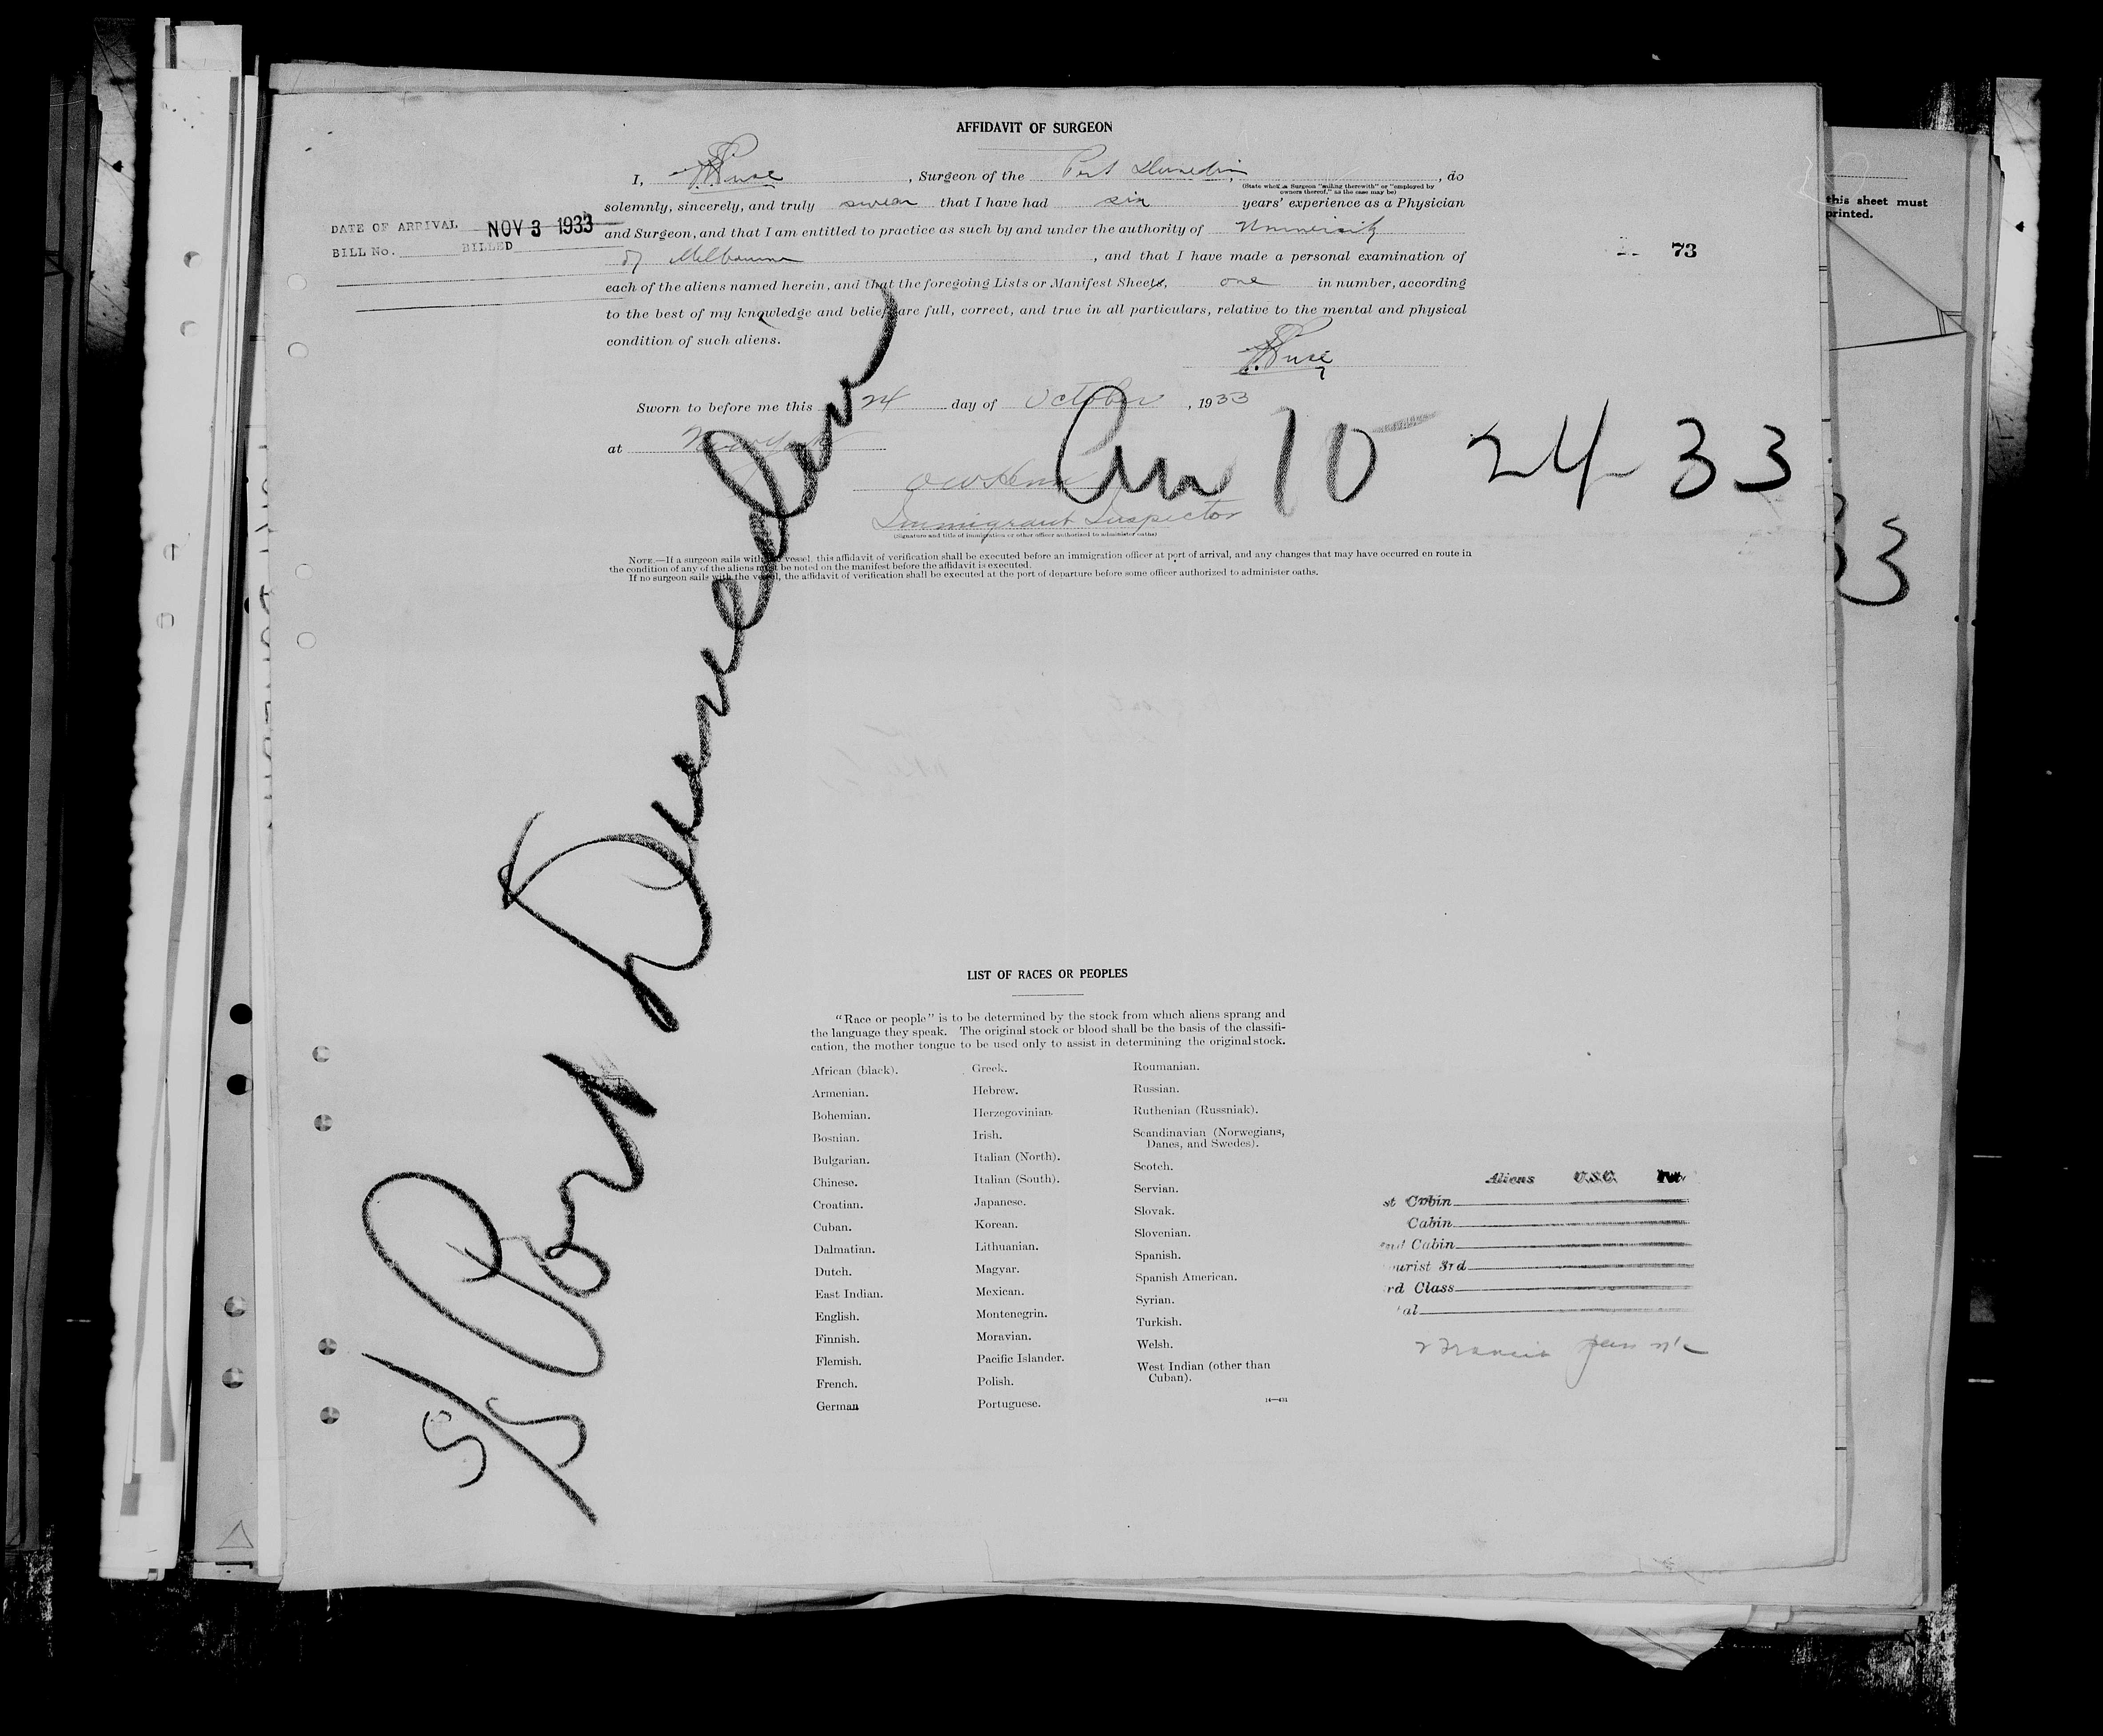 AFFIDAVIT OF SURGEON
I, , Surgeon of the Port Dunedin, , do
(State whether Surgeon "sailing therewith" or "employed by
owners thereof," as the case may be)
solemnly, sincerely, and truly swear that I have had six years' experience as a Physician
and Surgeon, and that I am entitled to practice as such by and under the authority of University
of Melbourne , and that I have made a personal examination of
each of the aliens named herein, and that the foregoing Lists or Manifest Sheets, one in number, according
to the best of my knowledge and belief, are full, correct, and true in all particulars, relative to the mental and physical
condition of such aliens.
DATE OF ARRIVAL NOV 3 1933
BILL No. BILLED
73
this sheet must
printed.
Sworn to before me this 24 day of October , 1933
at New York
Arr 10 24 33
Immigrant Inspector
(Signature and title of immigration or other officer authorized to administer oaths)
NOTE.—If a surgeon sails with the vessel, this affidavit of verification shall be executed before an immigration officer at port of arrival, and any changes that may have occurred en route in
the condition of any of the aliens must be noted on the manifest before the affidavit is executed.
If no surgeon sails with the vessel, the affidavit of verification shall be executed at the port of departure before some officer authorized to administer oaths.
33
S/S Port Dunedin
LIST OF RACES OR PEOPLES
"Race or people" is to be determined by the stock from which aliens sprang and
the language they speak. The original stock or blood shall be the basis of the classifi-
cation, the mother tongue to be used only to assist in determining the original stock.
African (black).
Armenian.
Bohemian.
Bosnian.
Bulgarian.
Chinese.
Croatian.
Cuban.
Dalmatian.
Dutch.
East Indian.
English.
Finnish.
Flemish.
French.
German
Greek.
Hebrew.
Herzegovinian.
Irish.
Italian (North).
Italian (South).
Japanese.
Korean.
Lithuanian.
Magyar.
Mexican.
Montenegrin.
Moravian.
Pacific Islander.
Polish.
Portuguese.
Roumanian.
Russian.
Ruthenian (Russniak).
Scandinavian (Norwegians,
Danes, and Swedes).
Scotch.
Servian.
Slovak.
Slovenian.
Spanish.
Spanish American.
Syrian.
Turkish.
Welsh.
West Indian (other than
Cuban).
14—431
Aliens U.S.C.
st Cabin
Cabin
Cabin
ourist 3rd
rd Class
al